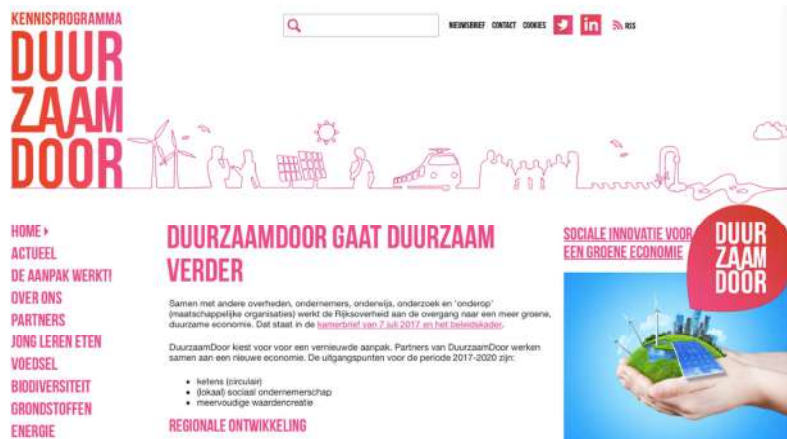 KENNISPROGRAMMA
DUUR
ZAAM
DOOR
NIEUWSBRIEF CONTACT COOKIES
in
RSS
HOME
ACTUEEL
DE AANPAK WERKT!
OVER ONS
PARTNERS
JONG LEREN ETEN
VOEDSEL
BIODIVERSITEIT
GRONDSTOFFEN
ENERGIE
DUURZAAMDOOR GAAT DUURZAAM
VERDER
Samen met andere overheden, ondernemers, onderwijs, onderzoek en 'onderop'
(maatschappelijke organisaties) werkt de Rijksoverheid aan de overgang naar een meer groene,
duurzame economie. Dat staat in de kamerbrief van 7 juli 2017 en het beleidskader.
DuurzaamDoor kiest voor voor een vernieuwde aanpak. Partners van DuurzaamDoor werken
samen aan een nieuwe economie. De uitgangspunten voor de periode 2017-2020 zijn:
ketens (circulair)
(lokaal) sociaal ondernemerschap
meervoudige waardencreatie
REGIONALE ONTWIKKELING
SOCIALE INNOVATIE VOOR
EEN GROENE ECONOMIE
DUUR
ZAAM
DOOR